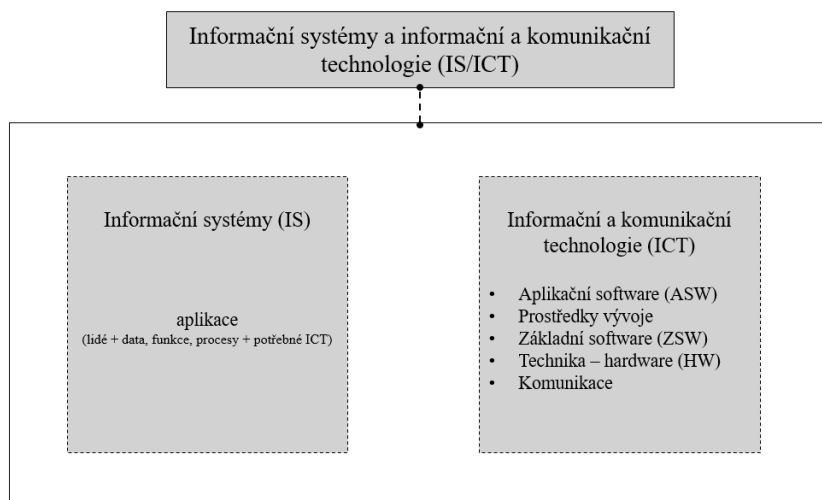 Informační systémy a informační a komunikační
technologie (IS/ICT)
Informační systémy (IS)
aplikace
(lidé + data, funkce, procesy + potřebné ICT)
Informační a komunikační
technologie (ICT)
• Aplikační software (ASW)
• Prostředky vývoje
• Základní software (ZSW)
• Technika – hardware (HW)
• Komunikace